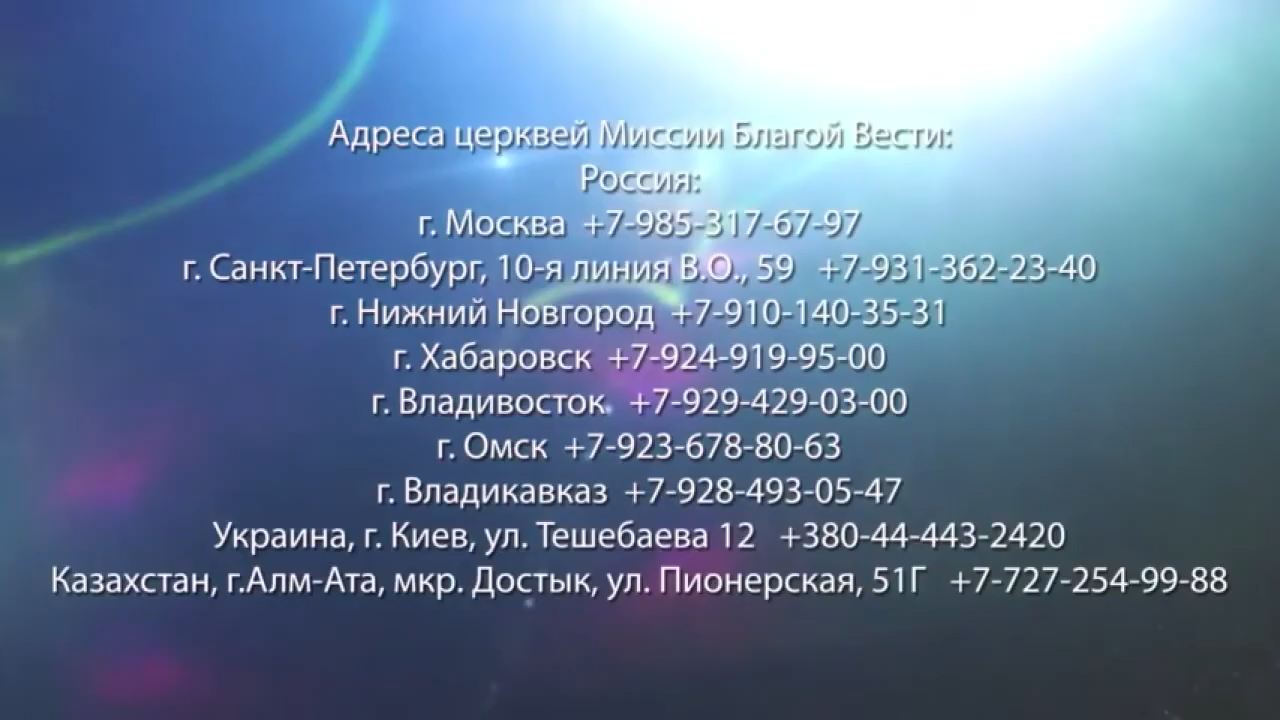 Адреса церквей Миссии Благой Вести:
Россия:
г. Москва +7-985-317-67-97
г. Санкт-Петербург, 10-я линия В.О., 59 +7-931-362-23-40
г. Нижний Новгород +7-910-140-35-31
г. Хабаровск +7-924-919-95-00
г. Владивосток +7-929-429-03-00
г. Омск +7-923-678-80-63
г. Владикавказ +7-928-493-05-47
Украина, г. Киев, ул. Тешебаева 12 +380-44-443-2420
Казахстан, г.Алм-Ата, мкр. Достык, ул. Пионерская, 51Г +7-727-254-99-88